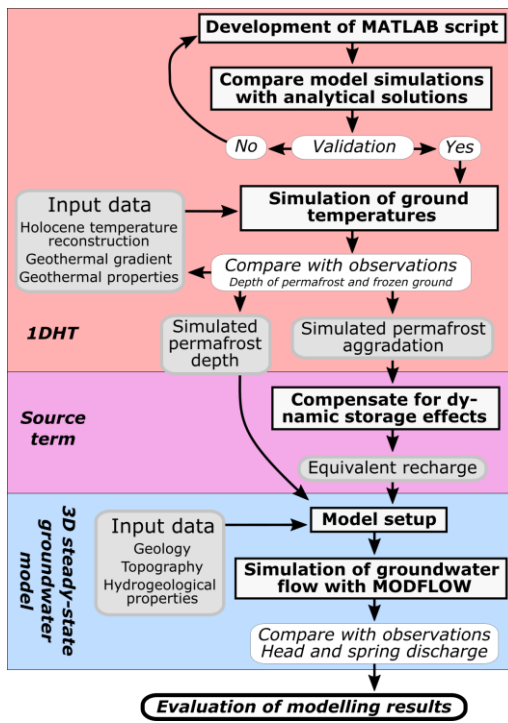 Development of MATLAB script
Compare model simulations
with analytical solutions
No
Validation
Yes
Simulation of ground
temperatures
Input data
Holocene temperature
reconstruction
Geothermal gradient
Geothermal properties
Compare with observations
Depth of permafrost and frozen ground
1DHT
Simulated
permafrost
depth
Simulated permafrost
aggradation
Source
term
Compensate for dy-
namic storage effects
Equivalent recharge
3D steady-state
groundwater
model
Input data
Geology
Topography
Hydrogeological
properties
Model setup
Simulation of groundwater
flow with MODFLOW
Compare with observations
Head and spring discharge
Evaluation of modelling results